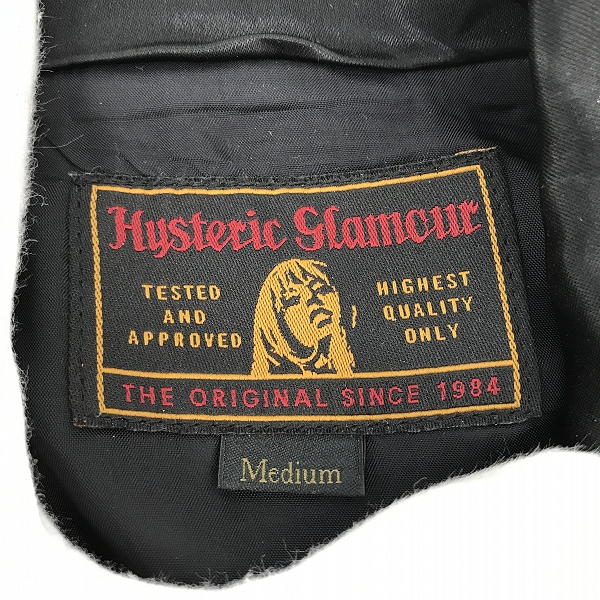 Hysteric Glamour
TESTED
AND
APPROVED
HIGHEST
QUALITY
ONLY
THE ORIGINAL SINCE 1984
Medium